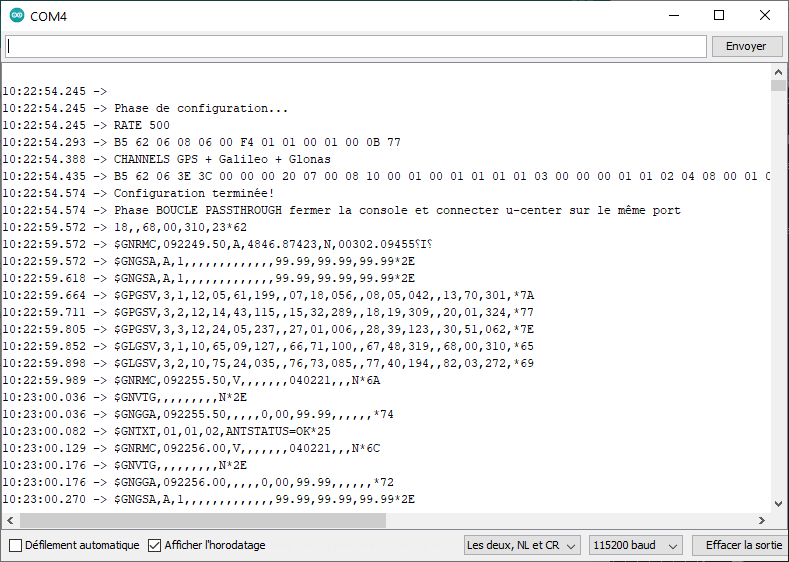 COM4
Envoyer
10:22:54.245 ->
10:22:54.245 -> Phase de configuration...
10:22:54.245 -> RATE 500
10:22:54.293 -> B5 62 06 08 06 00 F4 01 01 00 01 00 0B 77
10:22:54.388 -> CHANNELS GPS + Galileo + Glonas
10:22:54.435 -> B5 62 06 3E 3C 00 00 00 20 07 00 08 10 00 01 00 01 01 01 01 03 00 00 00 01 01 02 04 08 00 01 0
10:22:54.574 -> Configuration terminée!
10:22:54.574 -> Phase BOUCLE PASSTHROUGH fermer la console et connecter u-center sur le même port
10:22:59.572 -> 18,,68,00,310,23*62
10:22:59.572 -> $GNRMC,092249.50,A,4846.87423,N,00302.09455⸮I⸮
10:22:59.572 -> $GNGSA,A,1,,,,,,,,,,,,,99.99,99.99,99.99*2E
10:22:59.618 -> $GNGSA,A,1,,,,,,,,,,,,,99.99,99.99,99.99*2E
10:22:59.664 -> $GPGSV,3,1,12,05,61,199,,07,18,056,,08,05,042,,13,70,301,*7A
10:22:59.711 -> $GPGSV,3,2,12,14,43,115,,15,32,289,,18,19,309,,20,01,324,*77
10:22:59.805 -> $GPGSV,3,3,12,24,05,237,,27,01,006,,28,39,123,,30,51,062,*7E
10:22:59.852 -> $GLGSV,3,1,10,65,09,127,,66,71,100,,67,48,319,,68,00,310,*65
10:22:59.898 -> $GLGSV,3,2,10,75,24,035,,76,73,085,,77,40,194,,82,03,272,*69
10:22:59.989 -> $GNRMC,092255.50,V,,,,,,,040221,,,N*6A
10:23:00.036 -> $GNVTG,,,,,,,,,N*2E
10:23:00.036 -> $GNGGA,092255.50,,,,,0,00,99.99,,,,,,*74
10:23:00.082 -> $GNTXT,01,01,02,ANTSTATUS=OK*25
10:23:00.129 -> $GNRMC,092256.00,V,,,,,,,040221,,,N*6C
10:23:00.176 -> $GNVTG,,,,,,,,,N*2E
10:23:00.176 -> $GNGGA,092256.00,,,,,0,00,99.99,,,,,,*72
10:23:00.270 -> $GNGSA,A,1,,,,,,,,,,,,,99.99,99.99,99.99*2E
Défilement automatique
Afficher l'horodatage
Les deux, NL et CR
115200 baud
Effacer la sortie